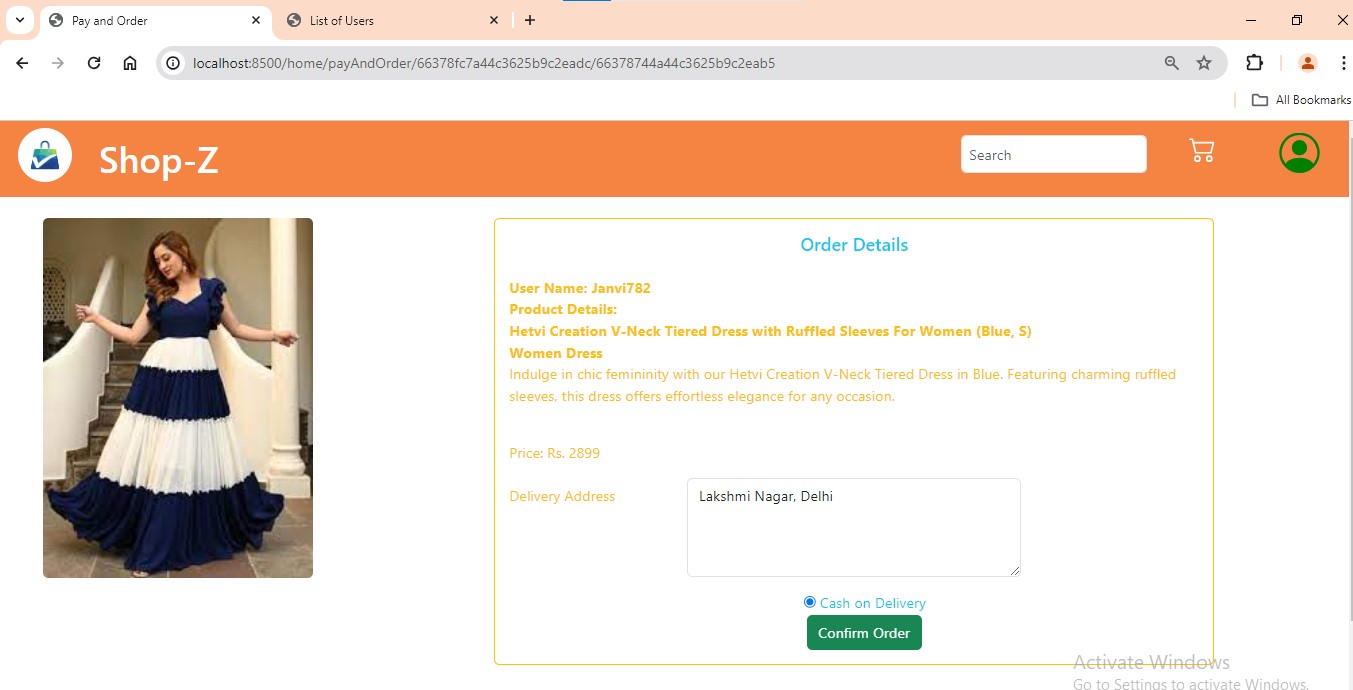 Pay and Order
List of Users
localhost:8500/home/payAndOrder/66378fc7a44c3625b9c2eadc/66378744a44c3625b9c2eab5
All Bookmarks
Shop-Z
Search
Order Details
User Name: Janvi782
Product Details:
Hetvi Creation V-Neck Tiered Dress with Ruffled Sleeves For Women (Blue, S)
Women Dress
Indulge in chic femininity with our Hetvi Creation V-Neck Tiered Dress in Blue. Featuring charming ruffled
sleeves, this dress offers effortless elegance for any occasion.
Price: Rs. 2899
Delivery Address
Lakshmi Nagar, Delhi
Cash on Delivery
Confirm Order
Activate Windows
Go to Settings to activate Windows.